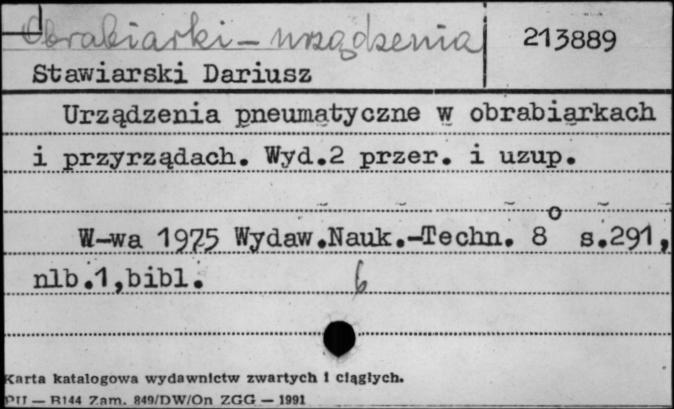 Obrabiarki – urządzenia
213889
Stawiarski Dariusz
Urządzenia pneumatyczne w obrabiarkach
i przyrządach. Wyd.2 przer. i uzup.
W-wa 1975 Wydaw.Nauk.-Techn. 8° s.291,
nlb.1,bibl.
6
Karta katalogowa wydawnictw zwartych i ciągłych.
PU — B144 Zam. 849/DW/On ZGG — 1991